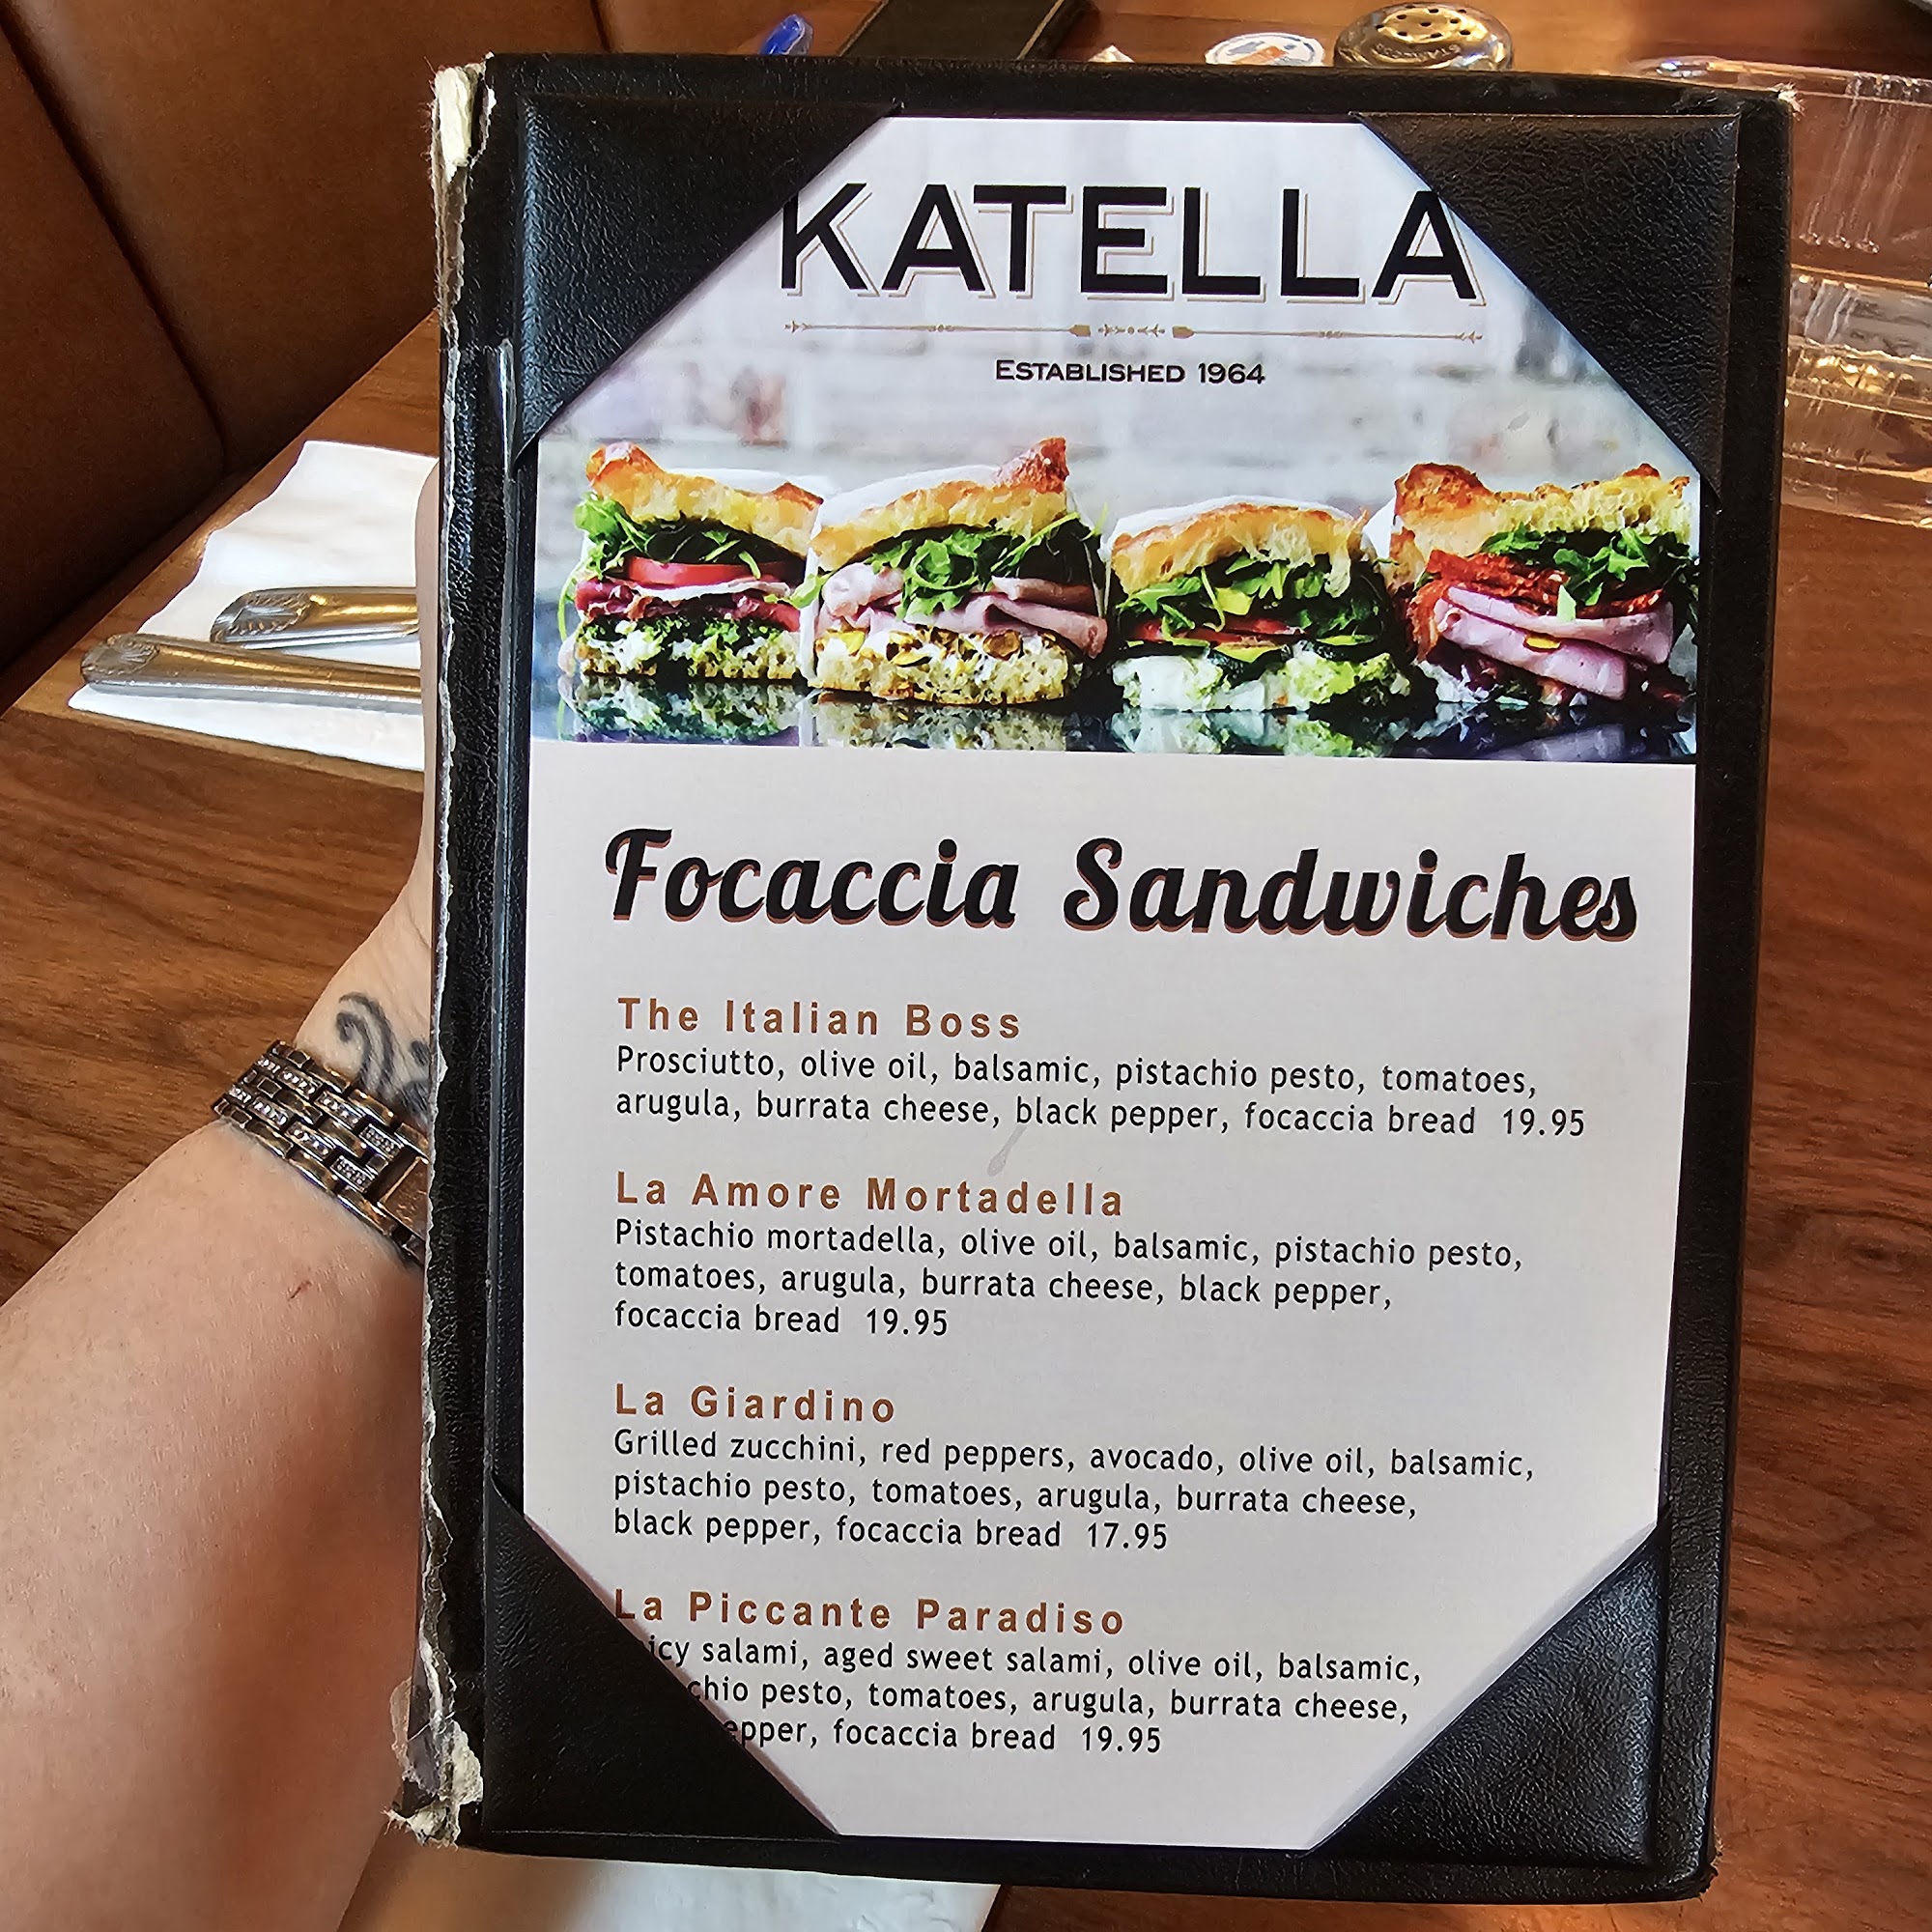 KATELLA
ESTABLISHED 1964
Focaccia Sandwiches
The Italian Boss
Prosciutto, olive oil, balsamic, pistachio pesto, tomatoes,
arugula, burrata cheese, black pepper, focaccia bread 19.95
La Amore Mortadella
Pistachio mortadella, olive oil, balsamic, pistachio pesto,
tomatoes, arugula, burrata cheese, black pepper,
focaccia bread 19.95
La Giardino
Grilled zucchini, red peppers, avocado, olive oil, balsamic,
pistachio pesto, tomatoes, arugula, burrata cheese,
black pepper, focaccia bread 17.95
La Piccante Paradiso
icy salami, aged sweet salami, olive oil, balsamic,
chio pesto, tomatoes, arugula, burrata cheese,
epper, focaccia bread 19.95